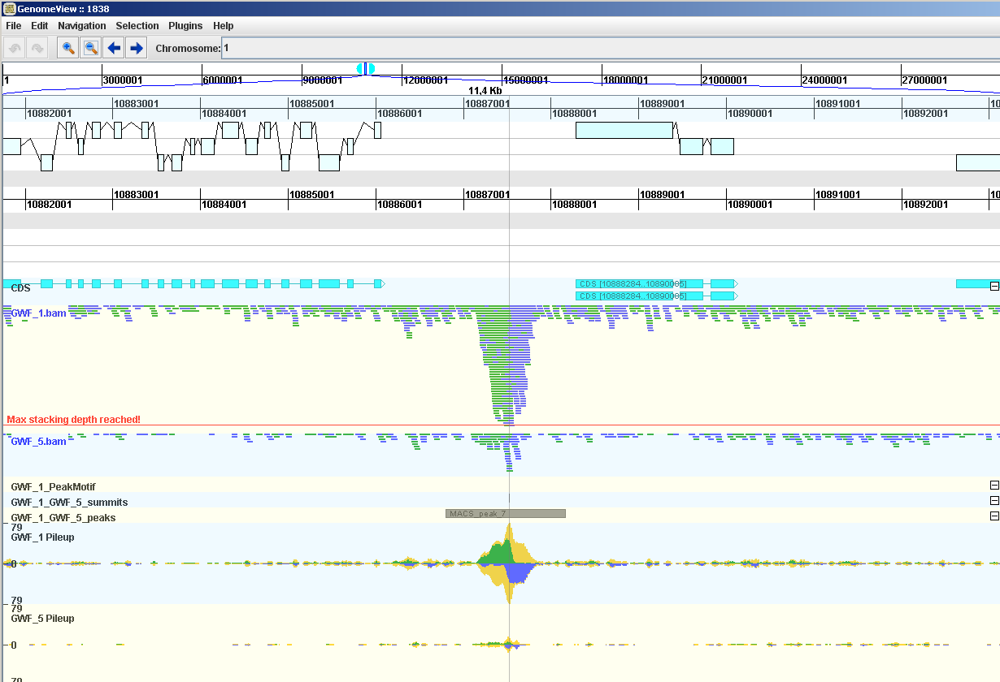 GenomeView :: 1838
File Edit Navigation Selection Plugins Help
Chromosome: 1
1 3000001 6000001 9000001 12000001 15000001 18000001 21000001 24000001 27000001
11,4 Kb
10883001 10885001 10887001 10889001 10891001 10
10882001 10884001 10886001 10888001 10890001 10892001
10883001 10885001 10887001 10889001 10891001 10
10882001 10884001 10886001 10888001 10890001 10892001
CDS CDS [10888284..10890085]
CDS [10888284..10890085]
GWF_1.bam
Max stacking depth reached!
GWF_5.bam
GWF_1_PeakMotif
GWF_1_GWF_5_summits
GWF_1_GWF_5_peaks MACS_peak_7
79
GWF_1 Pileup
0
79
79
GWF_5 Pileup
0
79